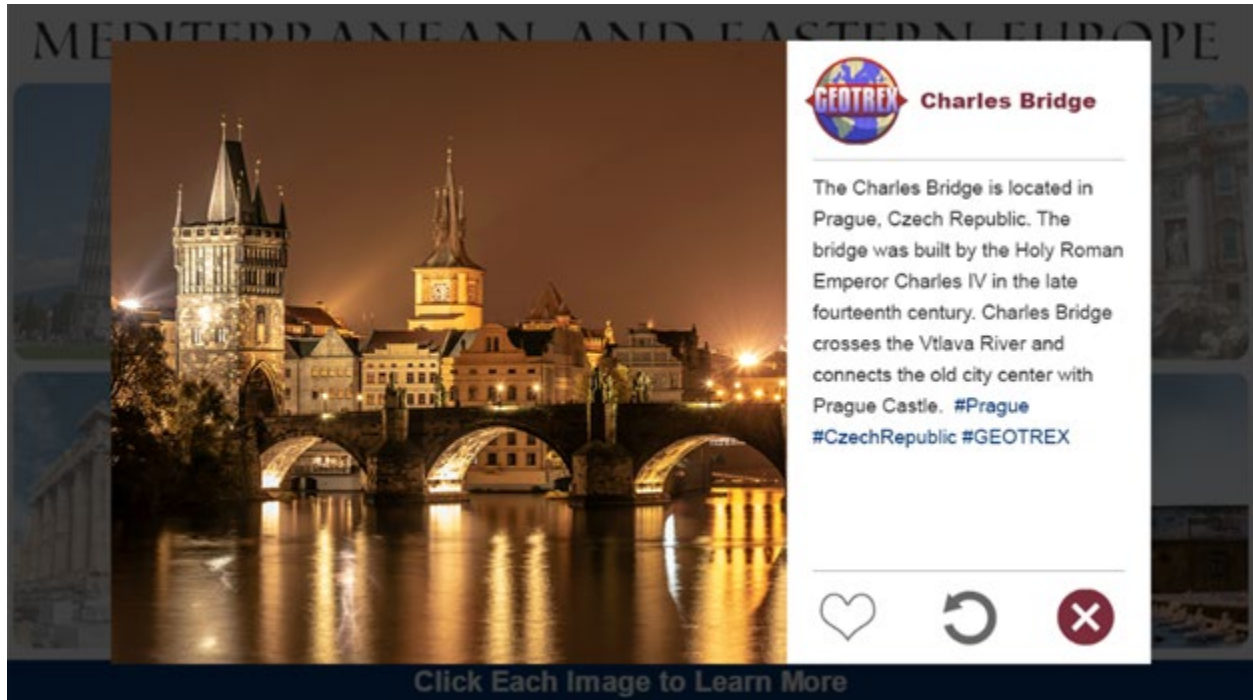 MEDITERRANEAN AND EASTERN EUROPE
GEOTREX
Charles Bridge
The Charles Bridge is located in
Prague, Czech Republic. The
bridge was built by the Holy Roman
Emperor Charles IV in the late
fourteenth century. Charles Bridge
crosses the Vtlava River and
connects the old city center with
Prague Castle. #Prague
#CzechRepublic #GEOTREX
Click Each Image to Learn More